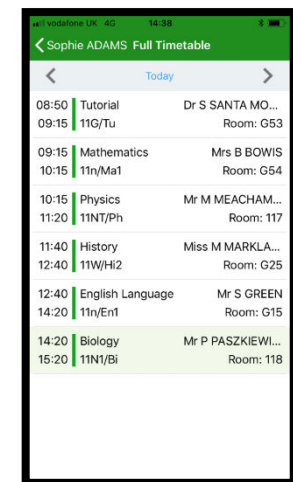 vodafone UK 4G 14:38
Sophie ADAMS Full Timetable
Today
08:50 Tutorial Dr S SANTA MO...
09:15 11G/Tu Room: G53
09:15 Mathematics Mrs B BOWIS
10:15 11n/Ma1 Room: G54
10:15 Physics Mr M MEACHAM...
11:20 11NT/Ph Room: 117
11:40 History Miss M MARKLA...
12:40 11W/Hi2 Room: G25
12:40 English Language Mr S GREEN
14:20 11n/En1 Room: G15
14:20 Biology Mr P PASZKIEWI...
15:20 11N1/Bi Room: 118